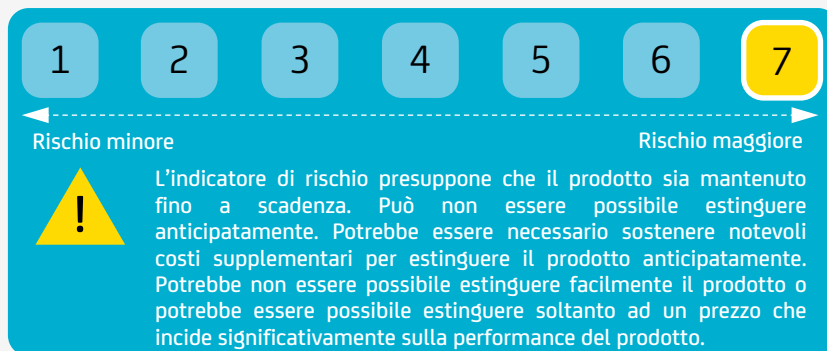 1 2 3 4 5 6 7
Rischio minore Rischio maggiore
!
L'indicatore di rischio presuppone che il prodotto sia mantenuto
fino a scadenza. Può non essere possibile estinguere
anticipatamente. Potrebbe essere necessario sostenere notevoli
costi supplementari per estinguere il prodotto anticipatamente.
Potrebbe non essere possibile estinguere facilmente il prodotto o
potrebbe essere possibile estinguere soltanto ad un prezzo che
incide significativamente sulla performance del prodotto.